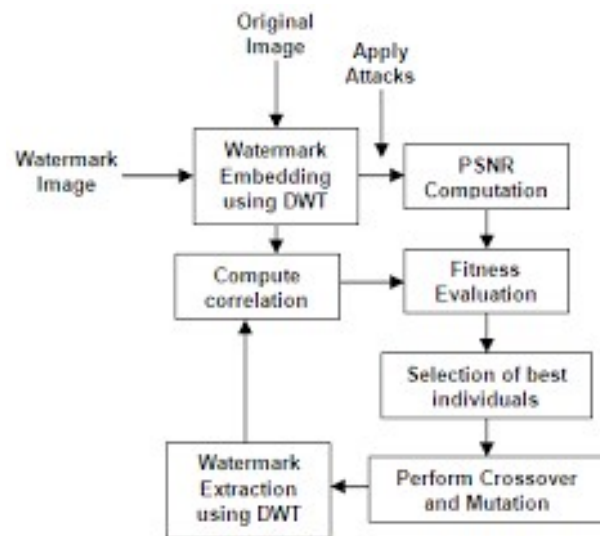 Original
Image
Apply
Attacks
Watermark
Image
Watermark
Embedding
using DWT
PSNR
Computation
Compute
correlation
Fitness
Evaluation
Selection of best
individuals
Watermark
Extraction
using DWT
Perform Crossover
and Mutation